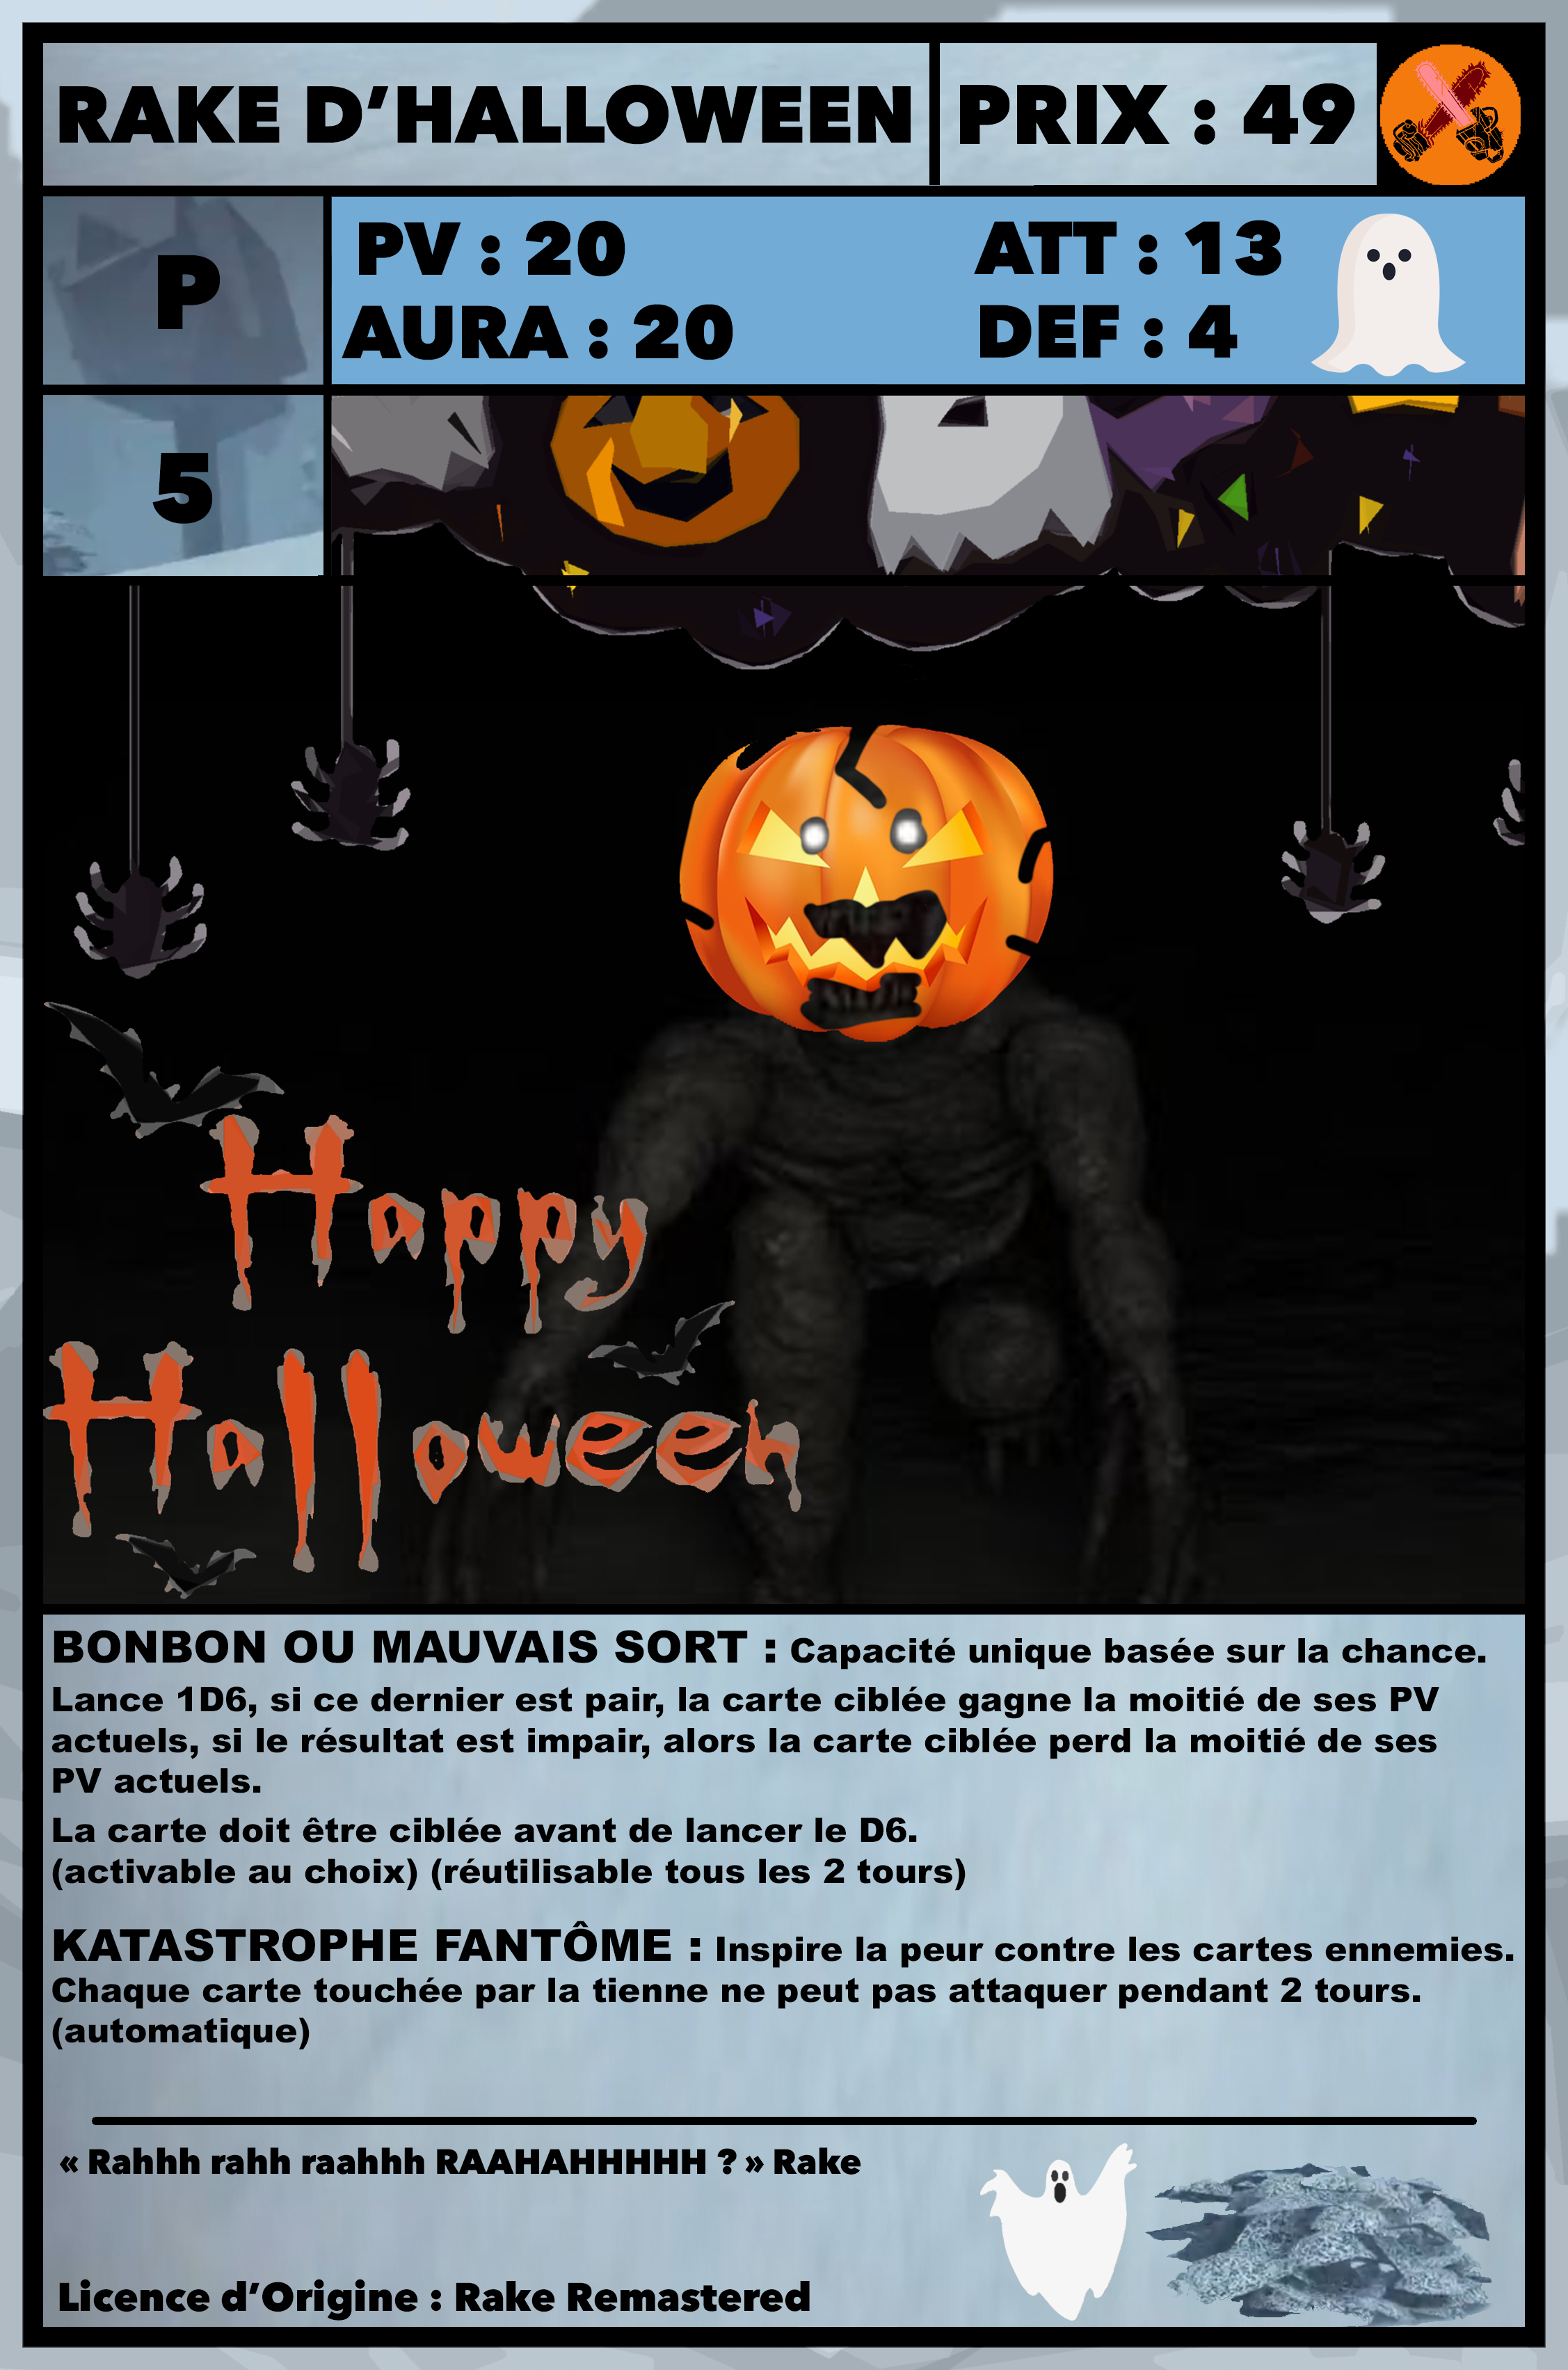 RAKE D’HALLOWEEN
PRIX : 49
P
PV : 20
ATT : 13
AURA : 20
DEF : 4
5
Happy
Halloween
BONBON OU MAUVAIS SORT : Capacité unique basée sur la chance.
Lance 1D6, si ce dernier est pair, la carte ciblée gagne la moitié de ses PV
actuels, si le résultat est impair, alors la carte ciblée perd la moitié de ses
PV actuels.
La carte doit être ciblée avant de lancer le D6.
(activable au choix) (réutilisable tous les 2 tours)
KATASTROPHE FANTÔME : Inspire la peur contre les cartes ennemies.
Chaque carte touchée par la tienne ne peut pas attaquer pendant 2 tours.
(automatique)
« Rahhh rahh raahhh RAAHAHHHHH ? » Rake
Licence d’Origine : Rake Remastered